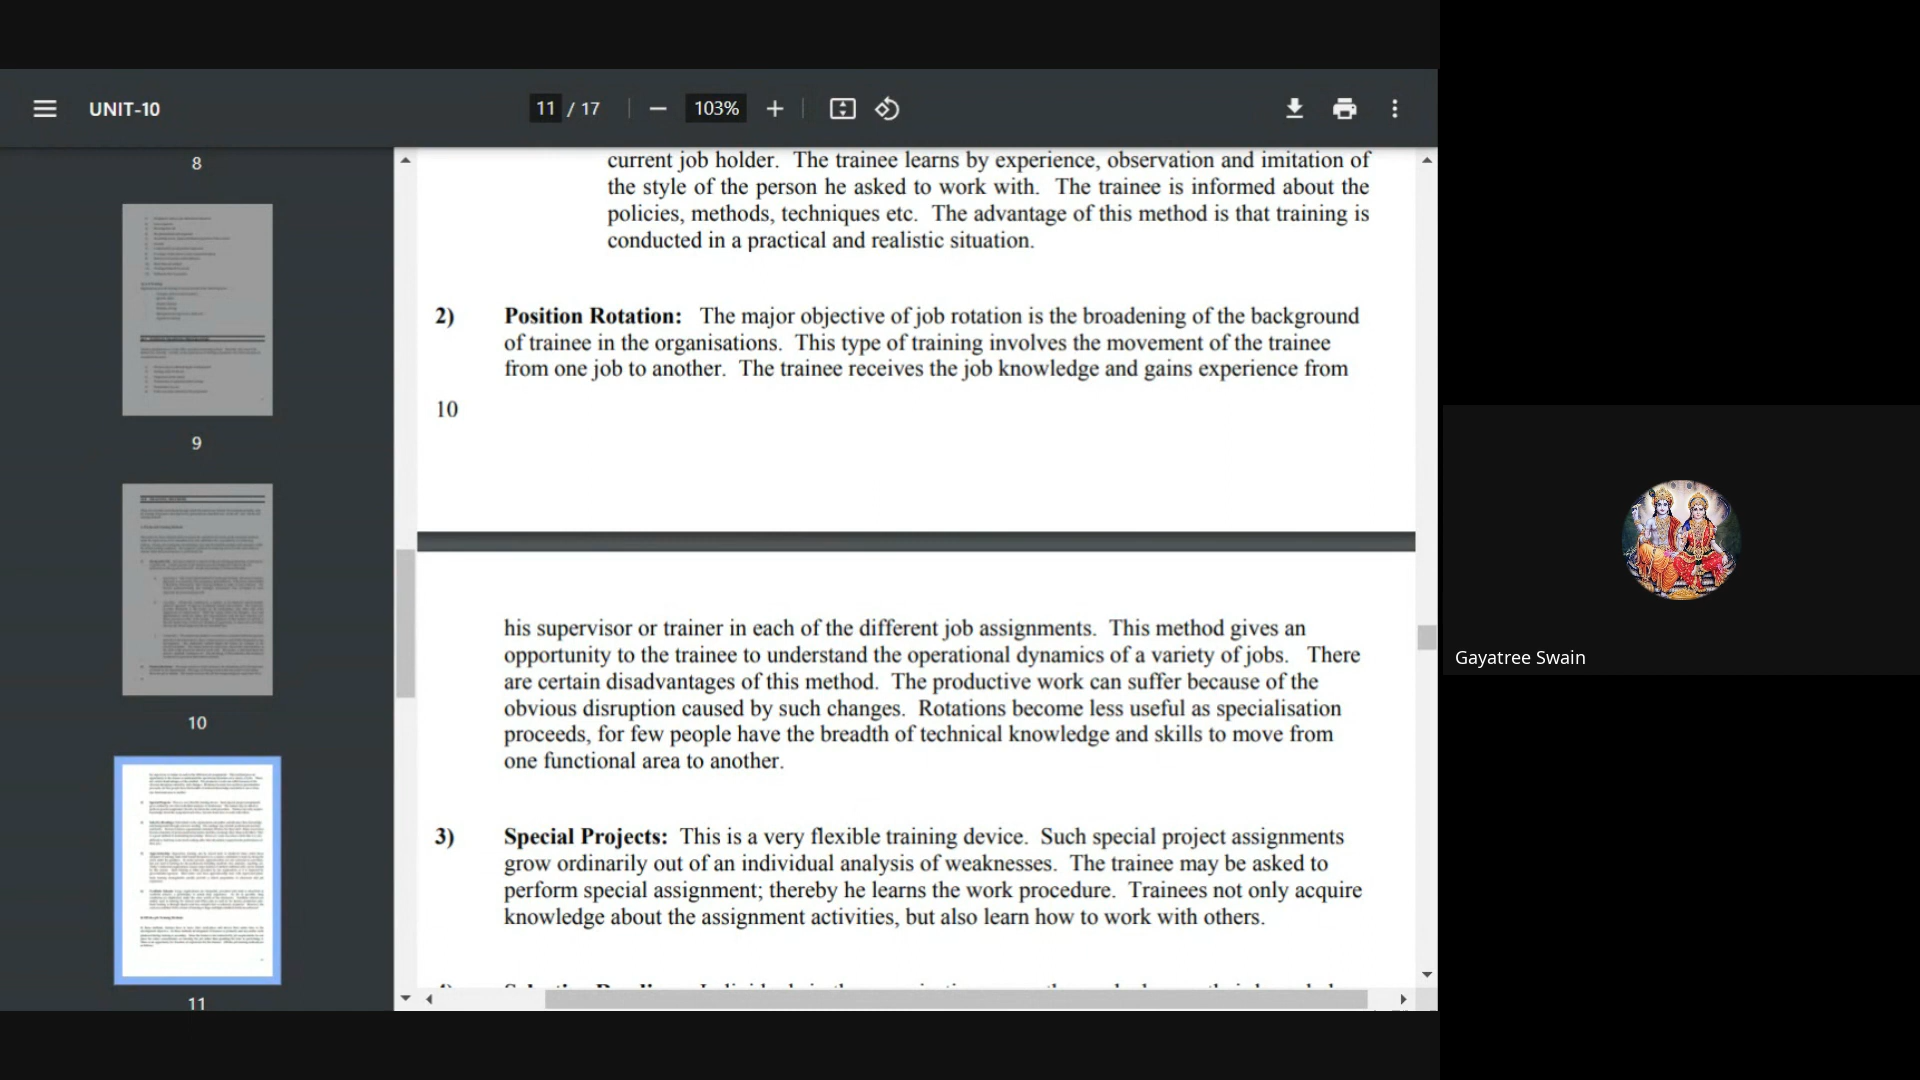 UNIT-10
11 / 17
103%
8
9
10
11
current job holder. The trainee learns by experience, observation and imitation of
the style of the person he asked to work with. The trainee is informed about the
policies, methods, techniques etc. The advantage of this method is that training is
conducted in a practical and realistic situation.
2) Position Rotation: The major objective of job rotation is the broadening of the background
of trainee in the organisations. This type of training involves the movement of the trainee
from one job to another. The trainee receives the job knowledge and gains experience from
10
his supervisor or trainer in each of the different job assignments. This method gives an
opportunity to the trainee to understand the operational dynamics of a variety of jobs. There
are certain disadvantages of this method. The productive work can suffer because of the
obvious disruption caused by such changes. Rotations become less useful as specialisation
proceeds, for few people have the breadth of technical knowledge and skills to move from
one functional area to another.
3) Special Projects: This is a very flexible training device. Such special project assignments
grow ordinarily out of an individual analysis of weaknesses. The trainee may be asked to
perform special assignment; thereby he learns the work procedure. Trainees not only acquire
knowledge about the assignment activities, but also learn how to work with others.
Gayatree Swain